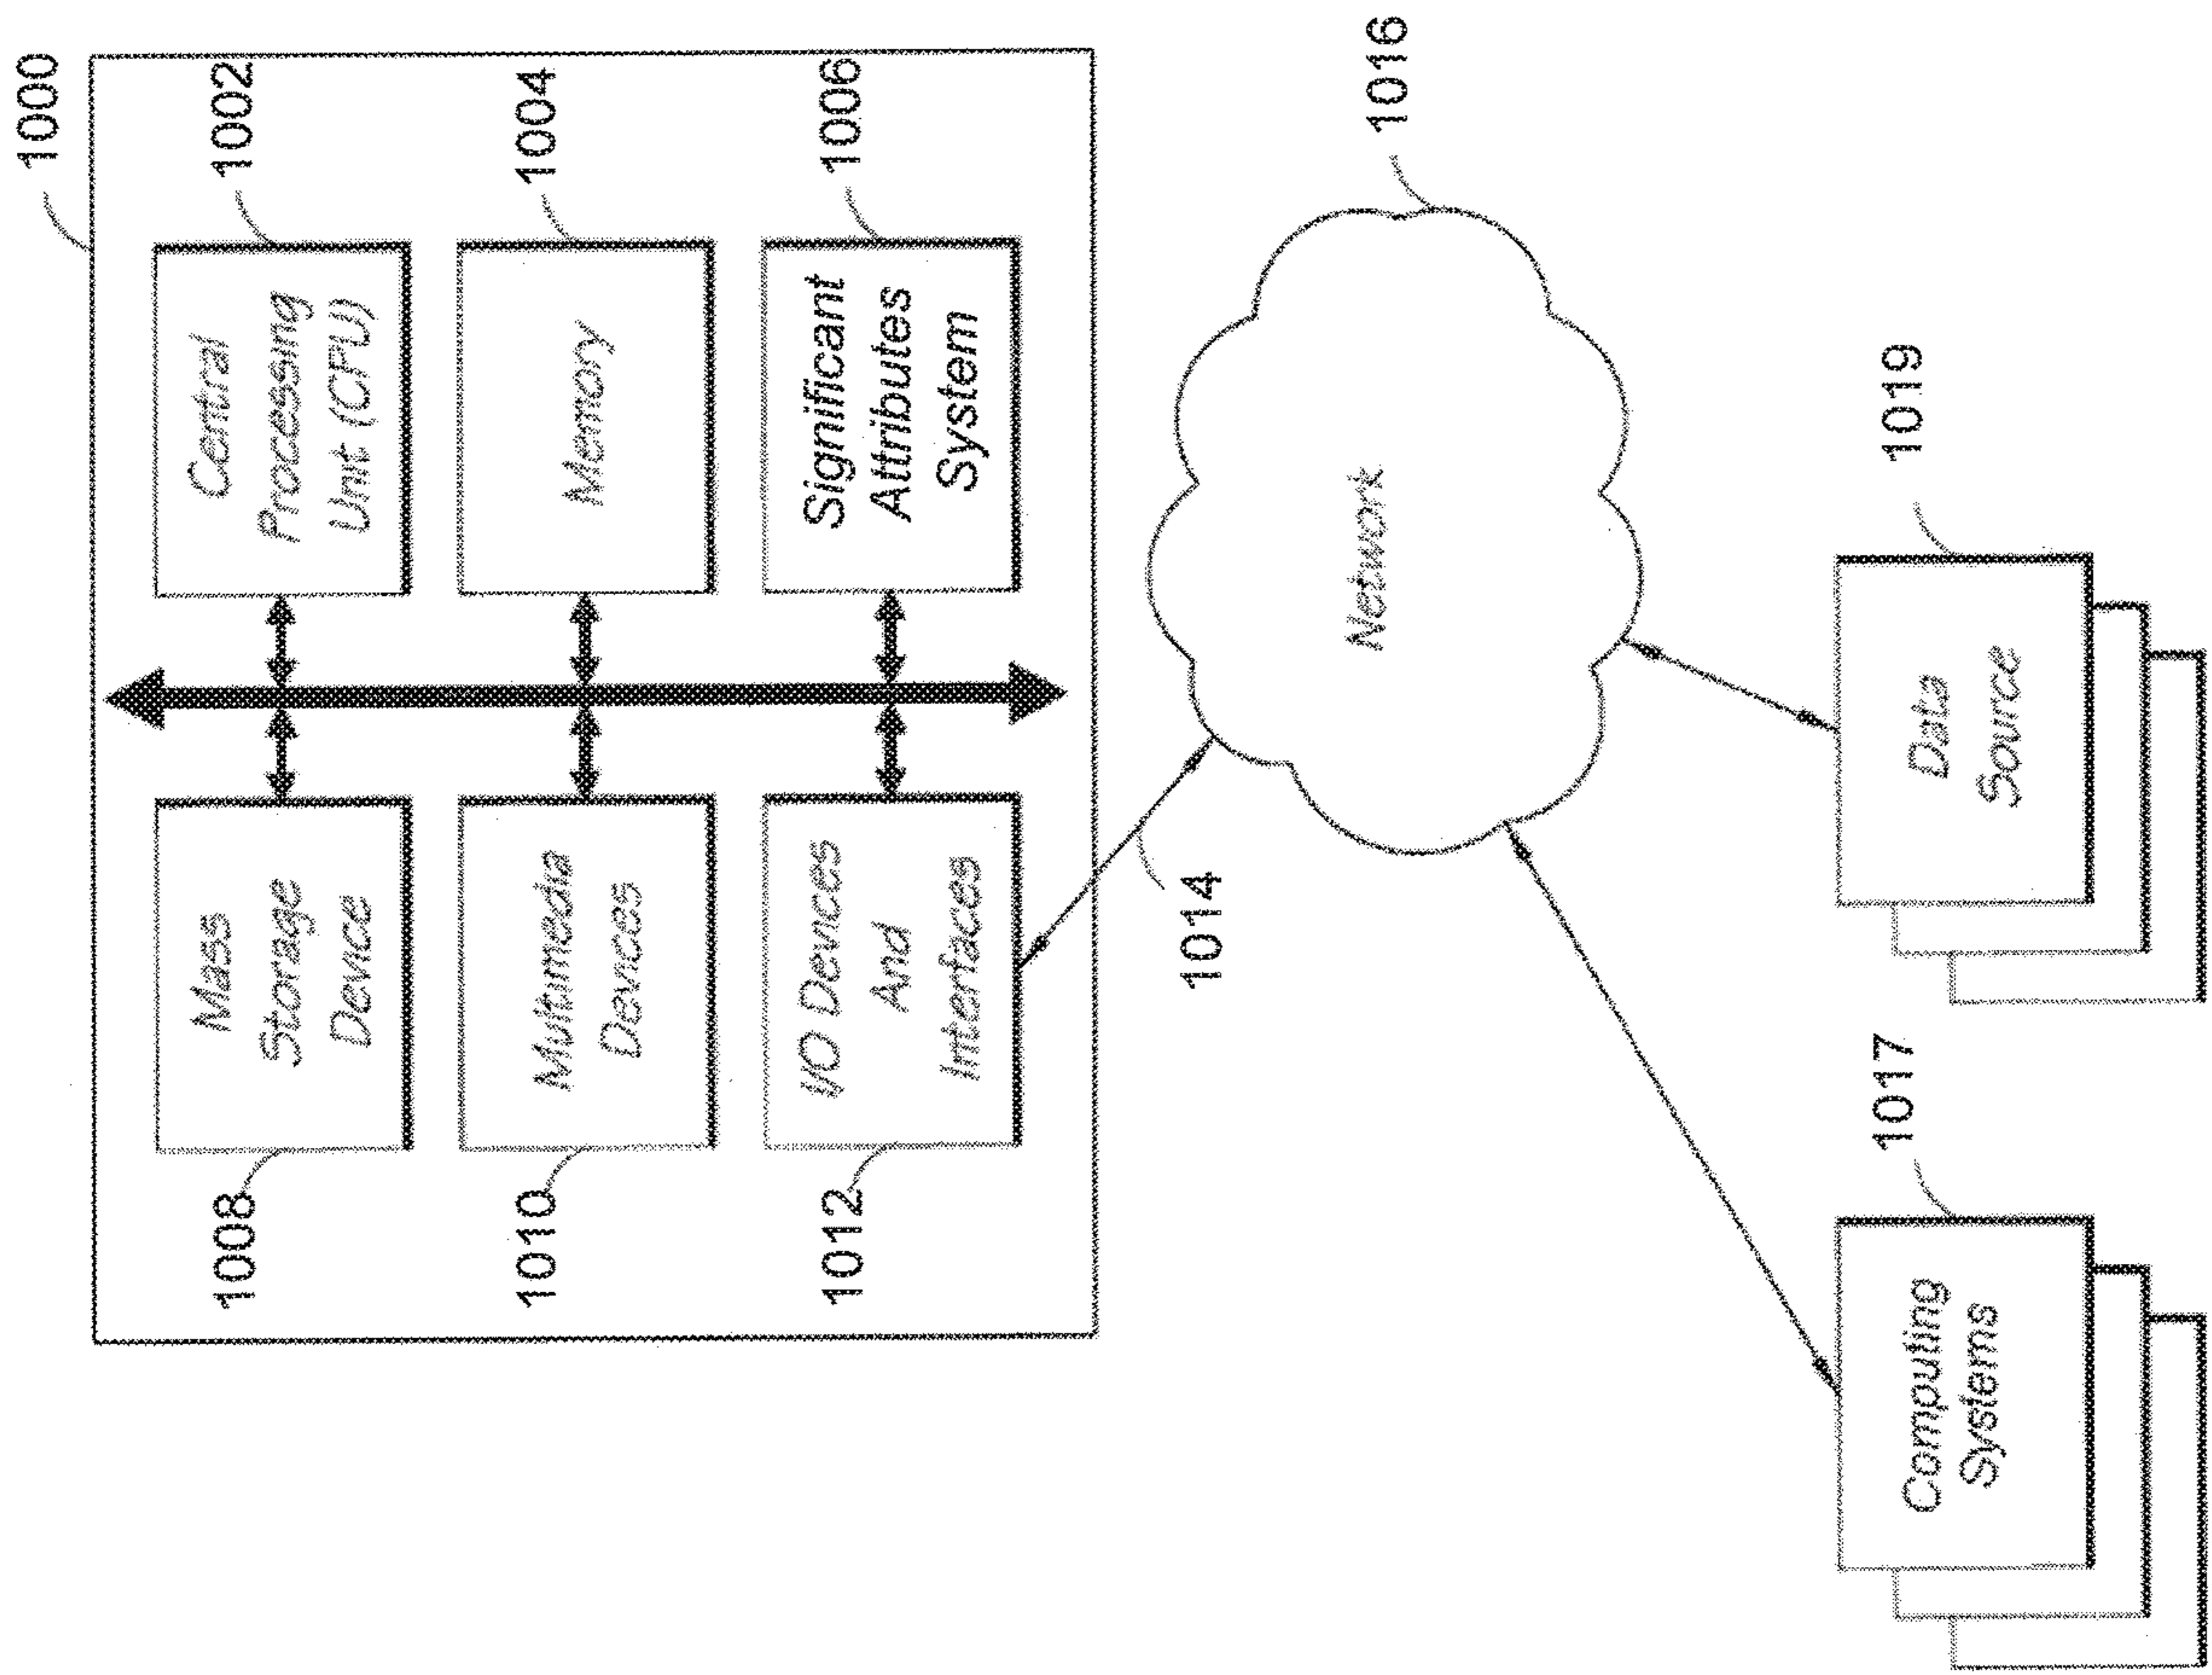 1000
1008
Mass
Storage
Device
Central
Processing
Unit (CPU)
1002
1010
Multimedia
Devices
Memory
1004
1012
I/O Devices
And
Interfaces
Significant
Attributes
System
1006
1014
Network
1016
1017
Computing
Systems
1019
Data
Source